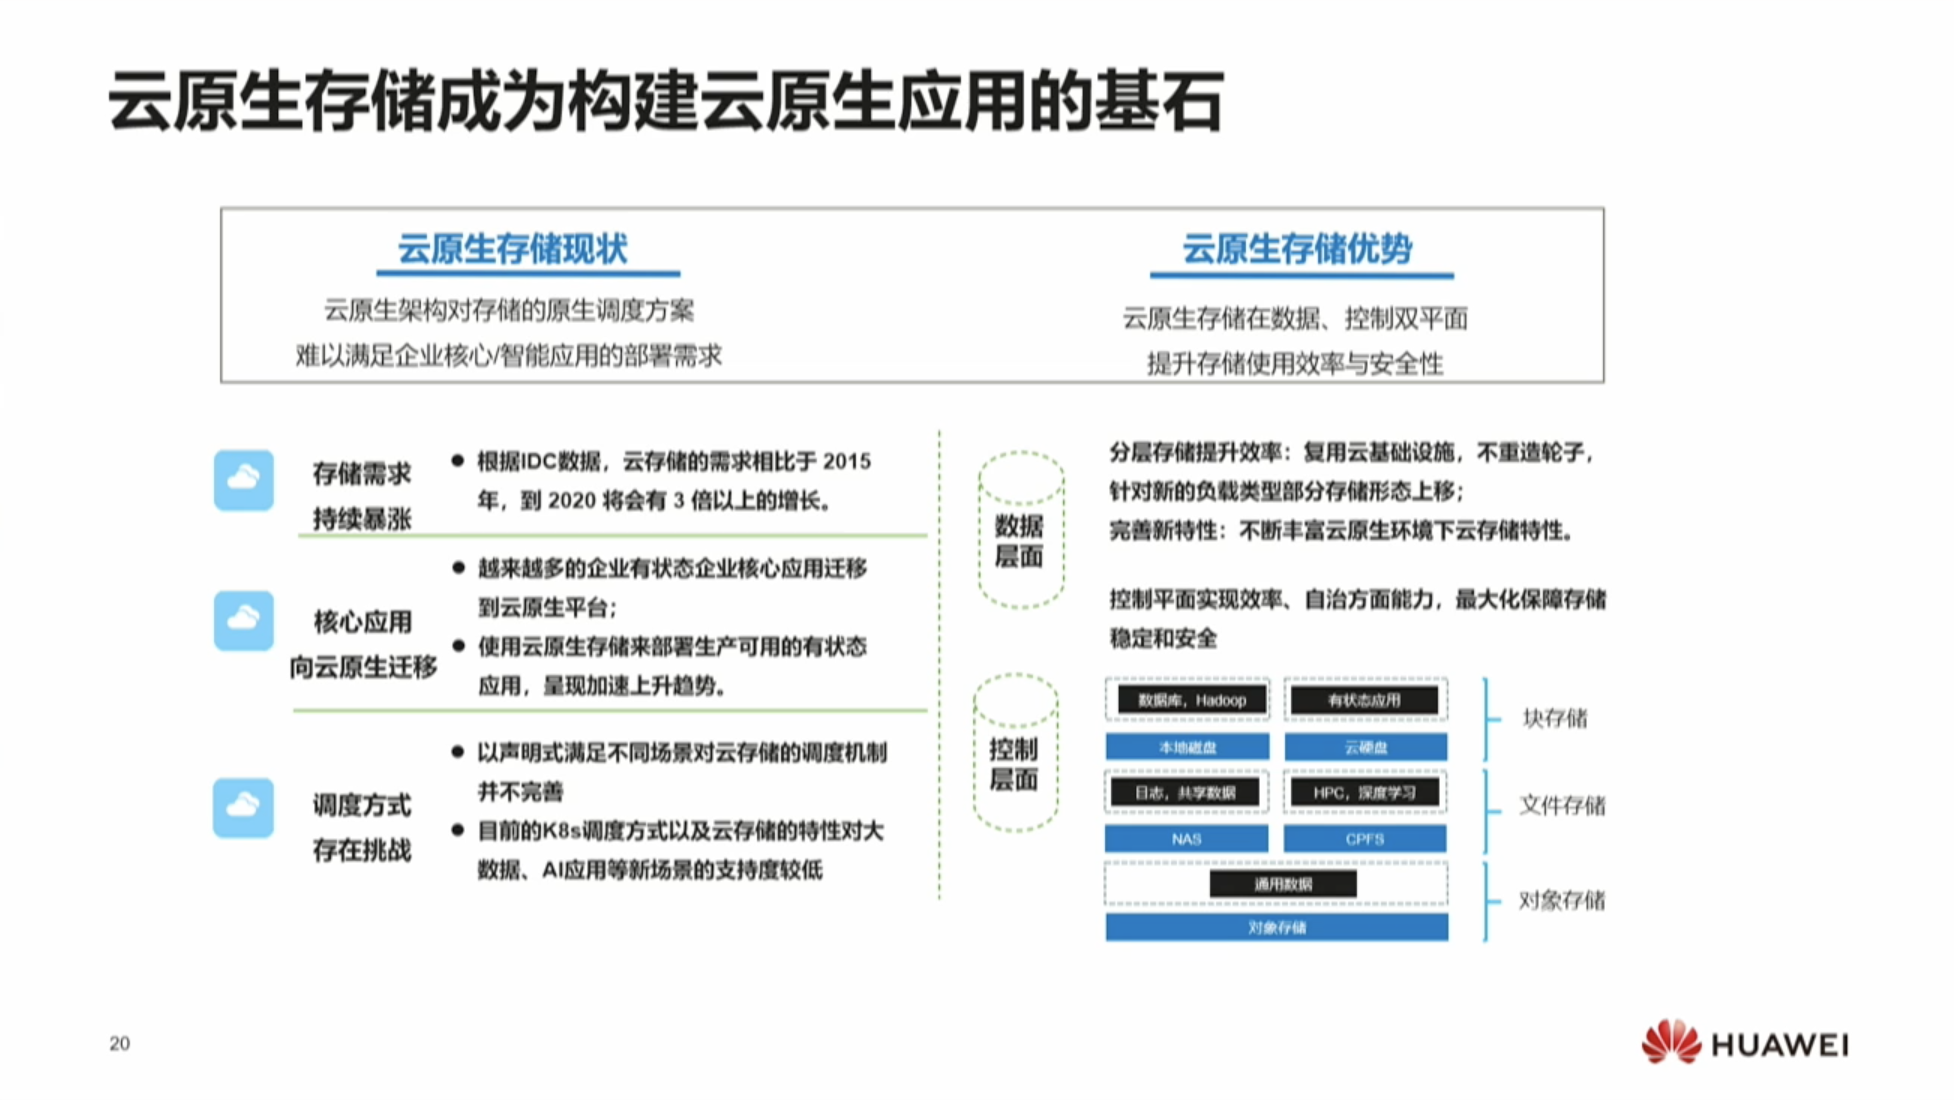 云原生存储成为构建云原生应用的基石
云原生存储现状
云原生架构对存储的原生调度方案
难以满足企业核心/智能应用的部署需求
云原生存储优势
云原生存储在数据、控制双平面
提升存储使用效率与安全性
存储需求
持续暴涨
● 根据IDC数据，云存储的需求相比于 2015
年，到 2020 将会有 3 倍以上的增长。
核心应用
向云原生迁移
● 越来越多的企业有状态企业核心应用迁移
到云原生平台；
● 使用云原生存储来部署生产可用的有状态
应用，呈现加速上升趋势。
调度方式
存在挑战
● 以声明式满足不同场景对云存储的调度机制
并不完善
● 目前的K8s调度方式以及云存储的特性对大
数据、AI应用等新场景的支持度较低
数据
层面
分层存储提升效率：复用云基础设施，不重造轮子，
针对新的负载类型部分存储形态上移；
完善新特性：不断丰富云原生环境下云存储特性。
控制
层面
控制平面实现效率、自治方面能力，最大化保障存储
稳定和安全
数据库，Hadoop
有状态应用
本地磁盘
云硬盘
块存储
日志，共享数据
HPC，深度学习
NAS
CPFS
文件存储
通用数据
对象存储
对象存储
20
HUAWEI